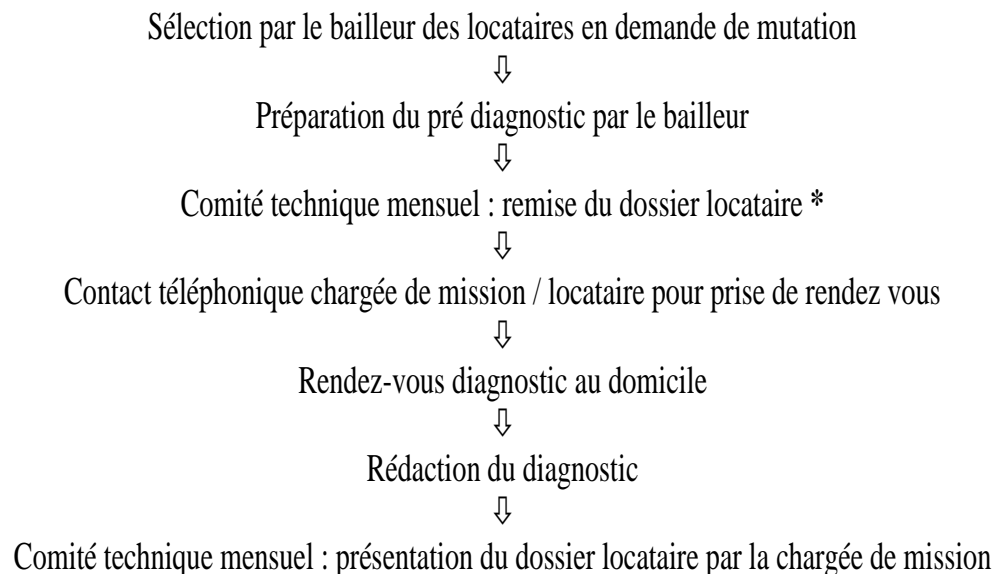 Sélection par le bailleur des locataires en demande de mutation
⇩
Préparation du pré diagnostic par le bailleur
⇩
Comité technique mensuel : remise du dossier locataire *
⇩
Contact téléphonique chargée de mission / locataire pour prise de rendez vous
⇩
Rendez-vous diagnostic au domicile
⇩
Rédaction du diagnostic
⇩
Comité technique mensuel : présentation du dossier locataire par la chargée de mission